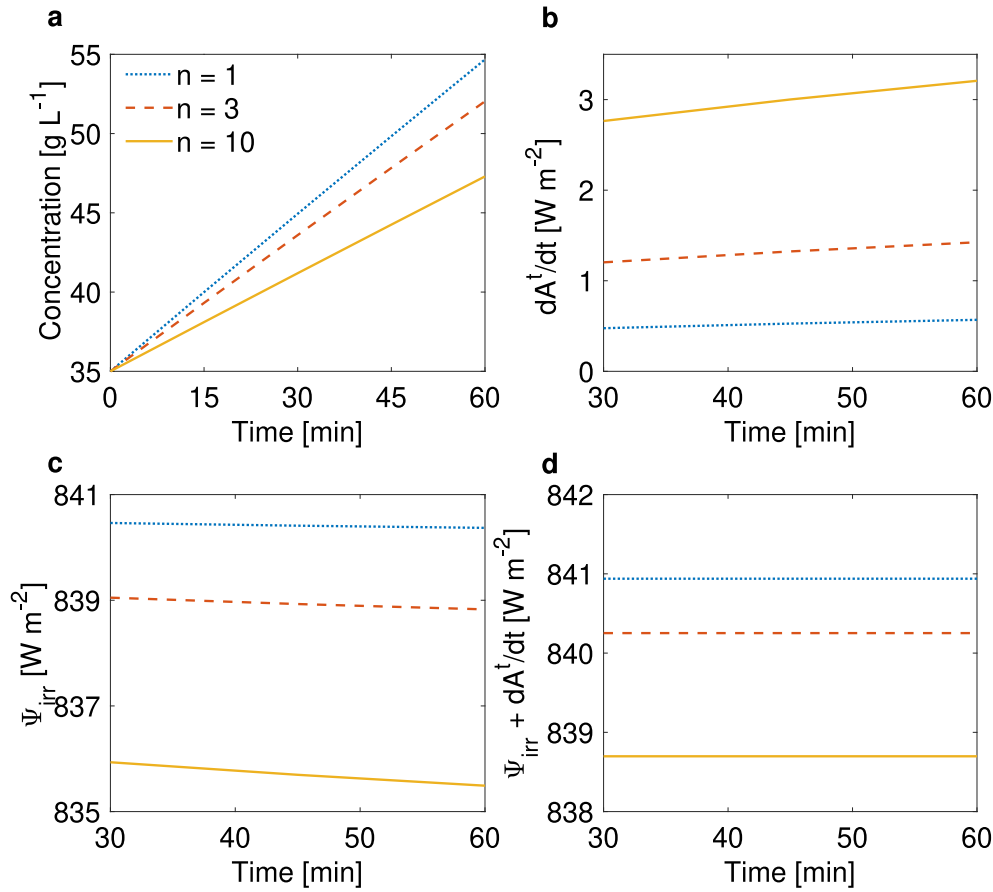 a
Concentration [g L⁻¹]
55
50
45
40
35
n = 1
n = 3
n = 10
0 15 30 45 60
Time [min]
b
dAᵗ/dt [W m⁻²]
3
2
1
0
30 40 50 60
Time [min]
c
Ψᵢᵣᵣ [W m⁻²]
841
839
837
835
30 40 50 60
Time [min]
d
Ψᵢᵣᵣ + dAᵗ/dt [W m⁻²]
842
841
840
839
838
30 40 50 60
Time [min]